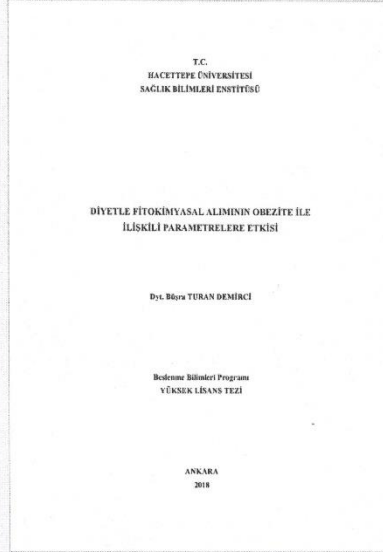 T.C.
HACETTEPE ÜNİVERSİTESİ
SAĞLIK BİLİMLERİ ENSTİTÜSÜ
DİYETLE FİTOKİMYASAL ALIMININ OBEZİTE İLE
İLİŞKİLİ PARAMETRELERE ETKİSİ
Dyt. Büşra TURAN DEMİRCİ
Beslenme Bilimleri Programı
YÜKSEK LİSANS TEZİ
ANKARA
2018